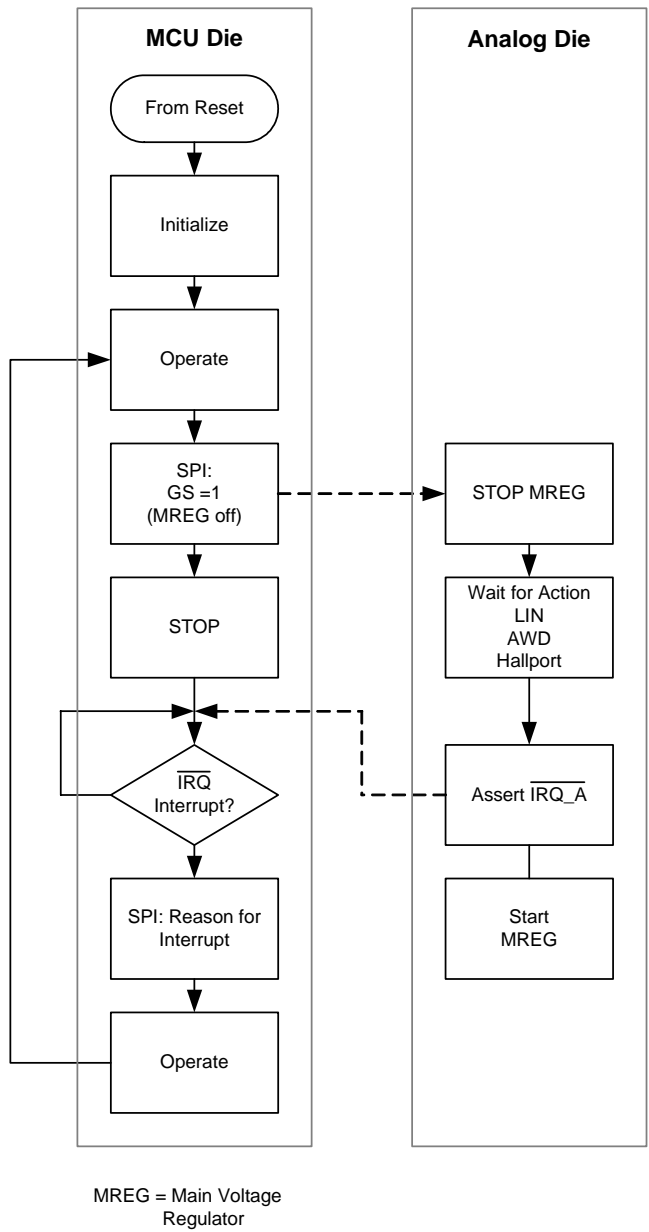 MCU Die
From Reset
Initialize
Operate
SPI:
GS =1
(MREG off)
STOP
IRQ
Interrupt?
SPI: Reason for
Interrupt
Operate
Analog Die
STOP MREG
Wait for Action
LIN
AWD
Hallport
Assert IRQ_A
Start
MREG
MREG = Main Voltage
Regulator